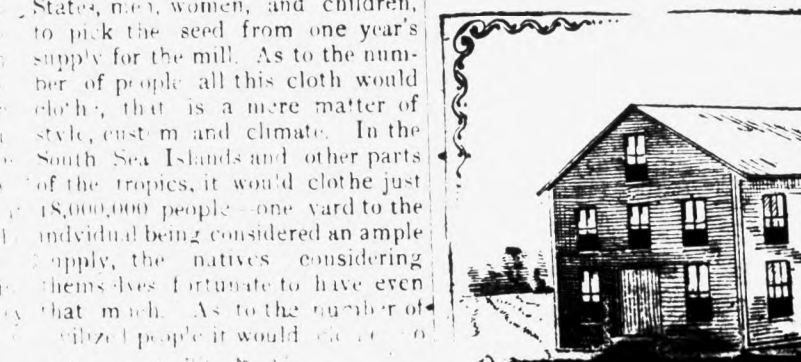 States, men, women, and children,
to pick the seed from one year's
supply for the mill. As to the num-
ber of people all this cloth would
clothe, that is a mere matter of
style, custom and climate. In the
South Sea Islands and other parts
of the tropics, it would clothe just
18,000,000 people—one yard to the
indvidual being considered an ample
supply, the natives considering
themselves fortunate to have even
that much. As to the number of
people it would